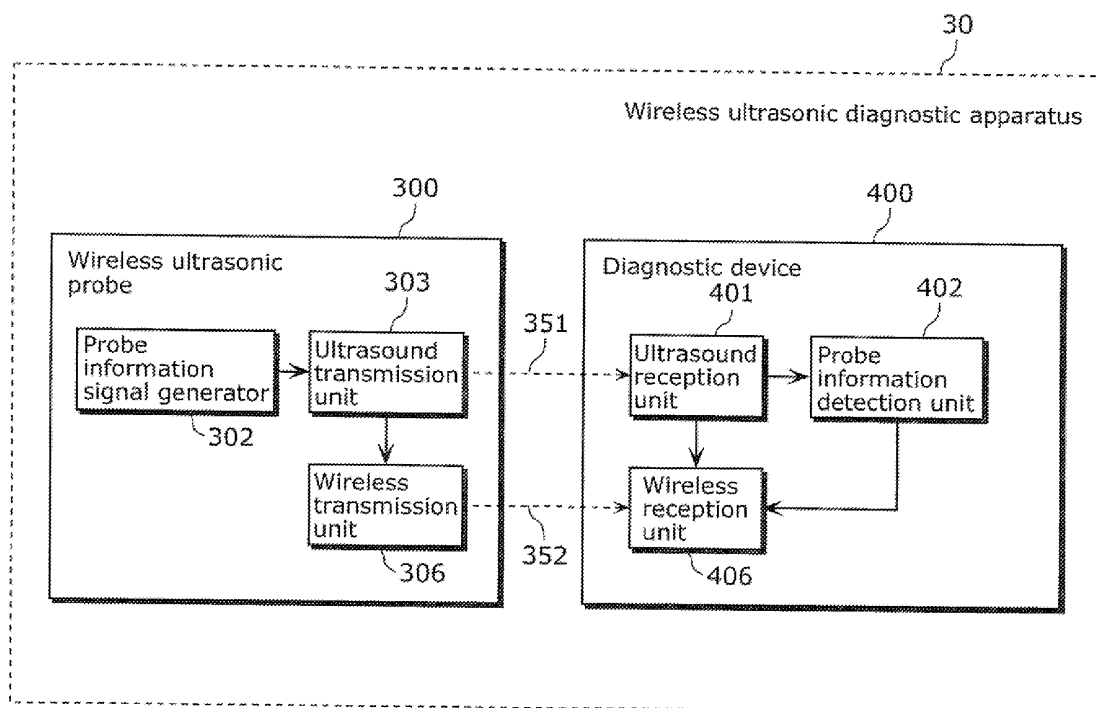 30
Wireless ultrasonic diagnostic apparatus
300
400
Wireless ultrasonic
probe
Diagnostic device
303
401
402
351
Probe
information
signal generator
Ultrasound
transmission
unit
Ultrasound
reception
unit
Probe
information
detection unit
302
Wireless
transmission
unit
Wireless
reception
unit
352
306
406